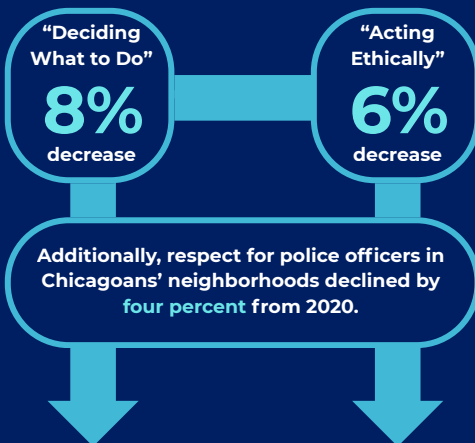 “Deciding
What to Do”
8%
decrease
“Acting
Ethically”
6%
decrease
Additionally, respect for police officers in
Chicagoans’ neighborhoods declined by
four percent from 2020.